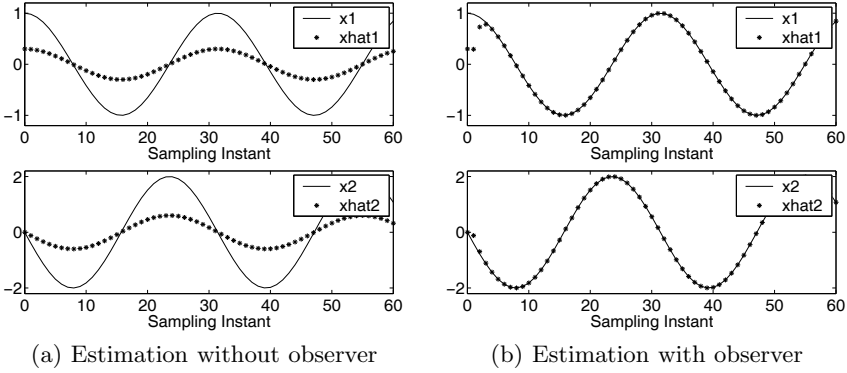 1
0
−1
0 10 20 30 40 50 60
Sampling Instant
x1
xhat1
2
0
−2
0 10 20 30 40 50 60
Sampling Instant
x2
xhat2
(a) Estimation without observer
1
0
−1
0 10 20 30 40 50 60
Sampling Instant
x1
xhat1
2
0
−2
0 10 20 30 40 50 60
Sampling Instant
x2
xhat2
(b) Estimation with observer